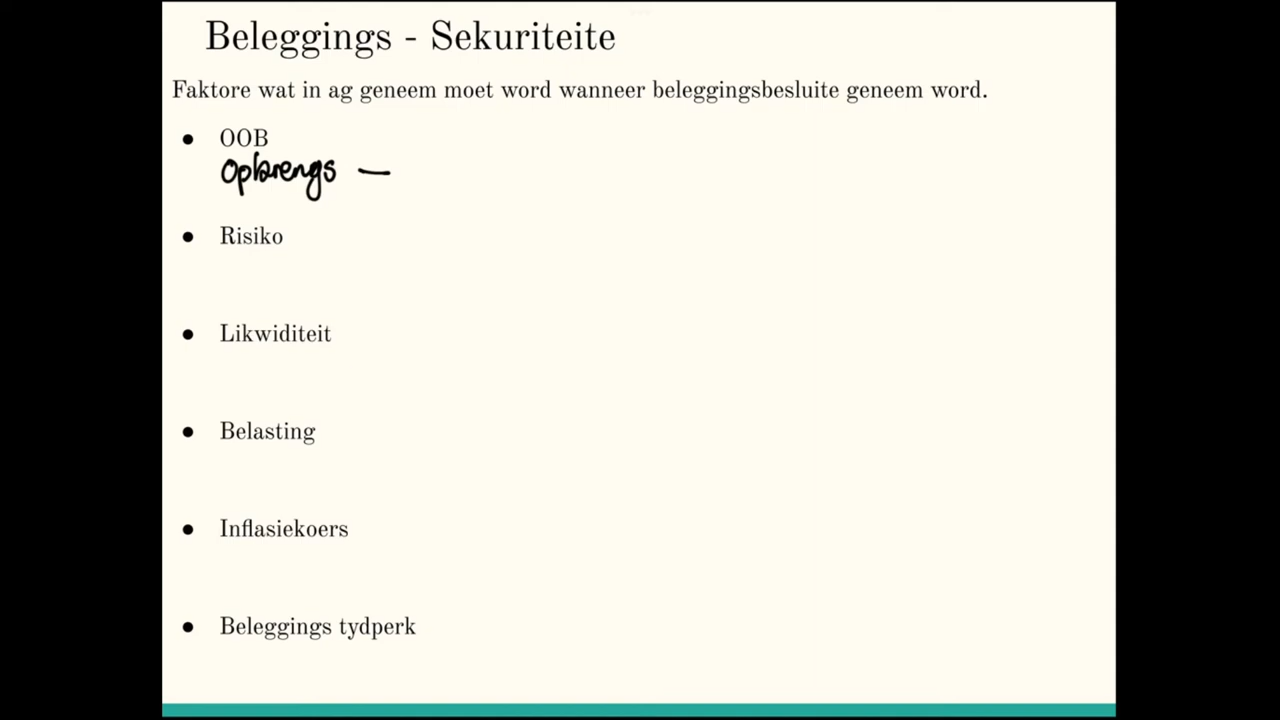 Beleggings - Sekuriteite
Faktore wat in ag geneem moet word wanneer beleggingsbesluite geneem word.
● OOB
Opbrengs —
● Risiko
● Likwiditeit
● Belasting
● Inflasiekoers
● Beleggings tydperk